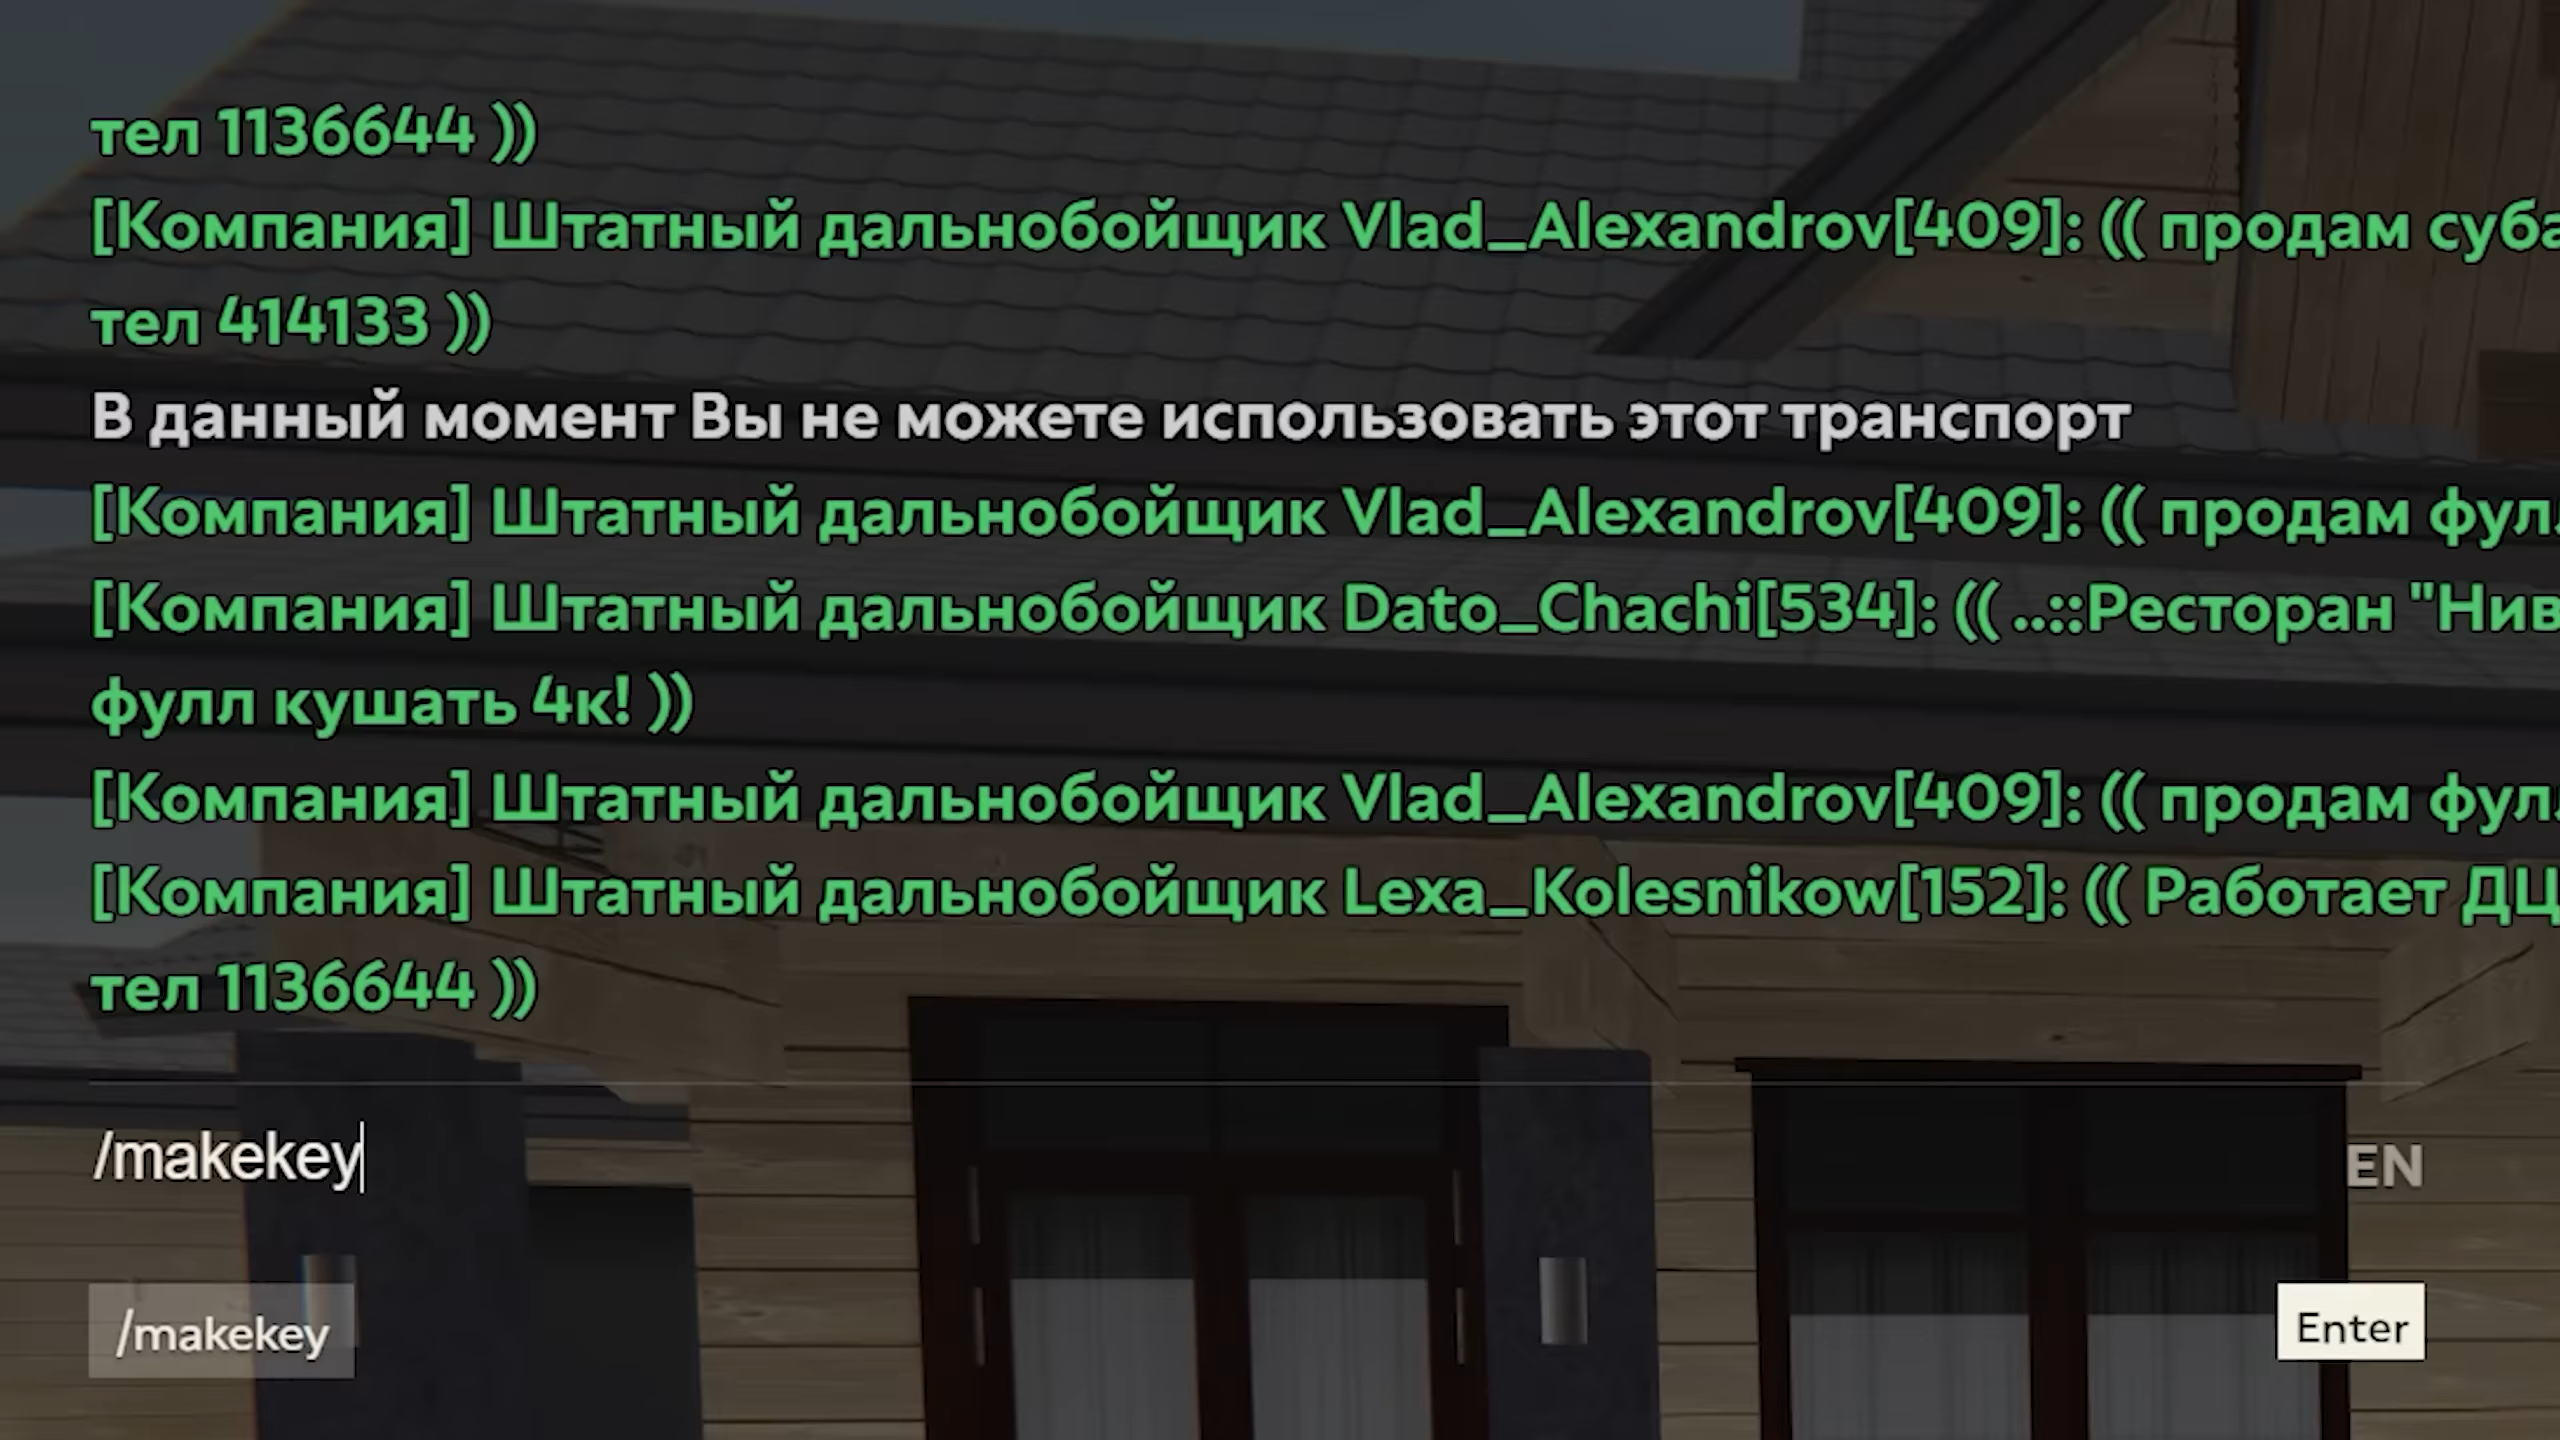 тел 1136644 ))
[Компания] Штатный дальнобойщик Vlad_Alexandrov[409]: (( продам
тел 414133 ))
В данный момент Вы не можете использовать этот транспорт
[Компания] Штатный дальнобойщик Vlad_Alexandrov[409]: (( продам
[Компания] Штатный дальнобойщик Dato_Chachi[534]: (( ..::Ресторан
фулл кушать 4к! ))
[Компания] Штатный дальнобойщик Vlad_Alexandrov[409]: (( продам
[Компания] Штатный дальнобойщик Lexa_Kolesnikow[152]: (( Работает ДЦ
тел 1136644 ))
/makekey
EN
/makekey
Enter